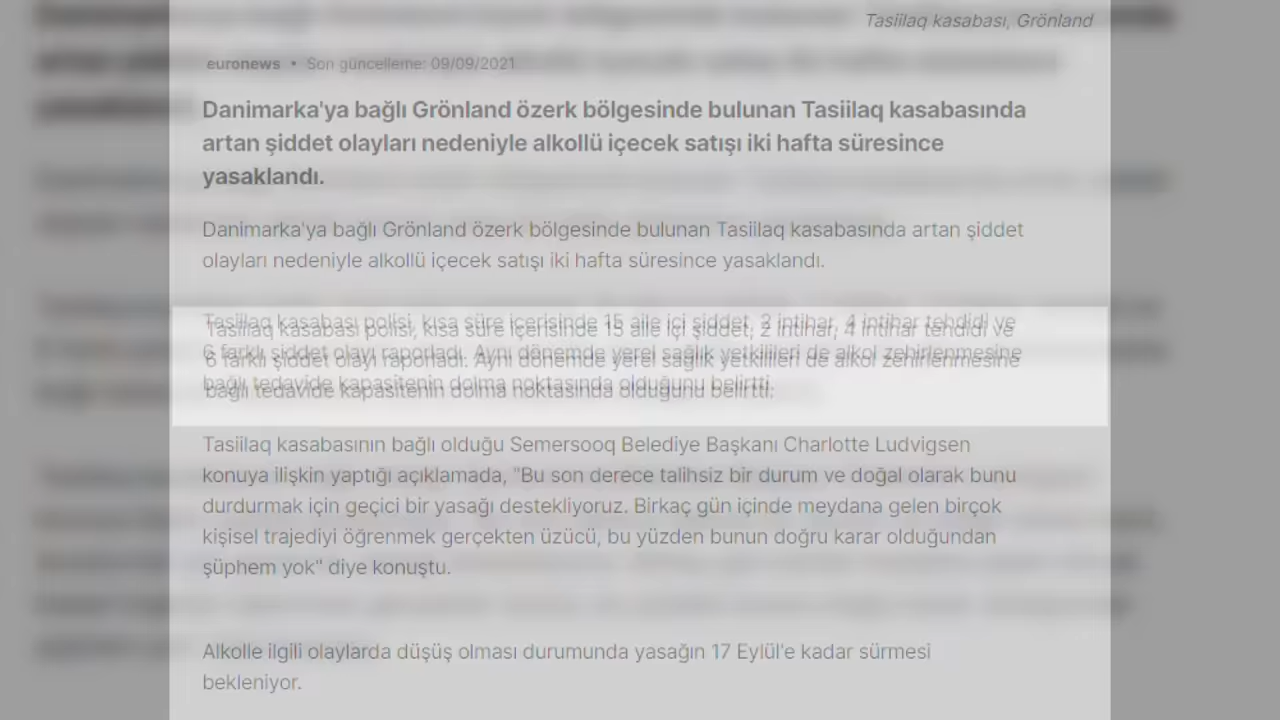 Tasiilaq kasabası, Grönland
euronews • Son güncelleme: 09/09/2021
Danimarka'ya bağlı Grönland özerk bölgesinde bulunan Tasiilaq kasabasında
artan şiddet olayları nedeniyle alkollü içecek satışı iki hafta süresince
yasaklandı.
Danimarka'ya bağlı Grönland özerk bölgesinde bulunan Tasiilaq kasabasında artan şiddet
olayları nedeniyle alkollü içecek satışı iki hafta süresince yasaklandı.
Tasiilaq kasabası polisi, kısa süre içerisinde 15 aile içi şiddet, 2 intihar, 4 intihar tehdidi ve
6 farklı şiddet olayı raporladı. Aynı dönemde yerel sağlık yetkilileri de alkol zehirlenmesine
bağlı tedavide kapasitenin dolma noktasında olduğunu belirtti.
Tasiilaq kasabasının bağlı olduğu Semersooq Belediye Başkanı Charlotte Ludvigsen
konuya ilişkin yaptığı açıklamada, "Bu son derece talihsiz bir durum ve doğal olarak bunu
durdurmak için geçici bir yasağı destekliyoruz. Birkaç gün içinde meydana gelen birçok
kişisel trajediyi öğrenmek gerçekten üzücü, bu yüzden bunun doğru karar olduğundan
şüphem yok" diye konuştu.
Alkolle ilgili olaylarda düşüş olması durumunda yasağın 17 Eylül'e kadar sürmesi
bekleniyor.